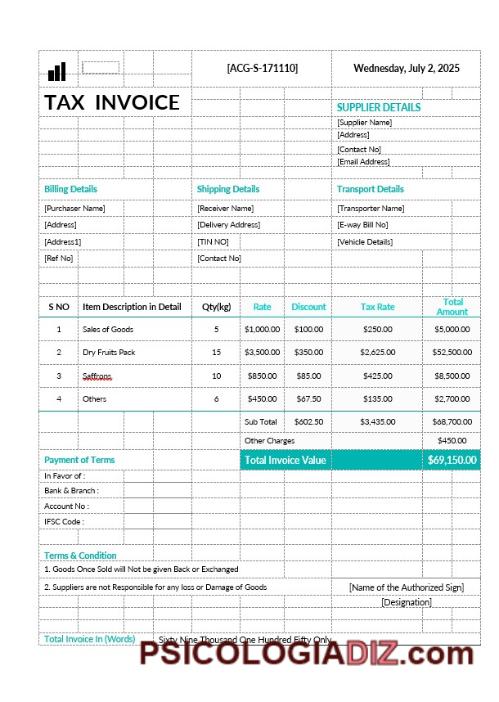 [ACG-S-171110] Wednesday, July 2, 2025
TAX INVOICE
SUPPLIER DETAILS
[Supplier Name]
[Address]
[Contact No]
[Email Address]
Billing Details Shipping Details Transport Details
[Purchaser Name] [Receiver Name] [Transporter Name]
[Address] [Delivery Address] [E-way Bill No]
[Address1] [TIN NO] [Vehicle Details]
[Ref No] [Contact No]
S NO Item Description in Detail Qty(kg) Rate Discount Tax Rate Total Amount
1 Sales of Goods 5 $1,000.00 $100.00 $250.00 $5,000.00
2 Dry Fruits Pack 15 $3,500.00 $350.00 $2,625.00 $52,500.00
3 Saffrons 10 $850.00 $85.00 $425.00 $8,500.00
4 Others 6 $450.00 $67.50 $135.00 $2,700.00
Sub Total $602.50 $3,435.00 $68,700.00
Other Charges $450.00
Payment of Terms Total Invoice Value $69,150.00
In Favor of :
Bank & Branch :
Account No :
IFSC Code :
Terms & Condition
1. Goods Once Sold will Not be given Back or Exchanged
2. Suppliers are not Responsible for any loss or Damage of Goods [Name of the Authorized Sign]
[Designation]
Total Invoice In (Words) Sixty Nine Thousand One Hundred Fifty Only
PSICOLOGIADIZ.com